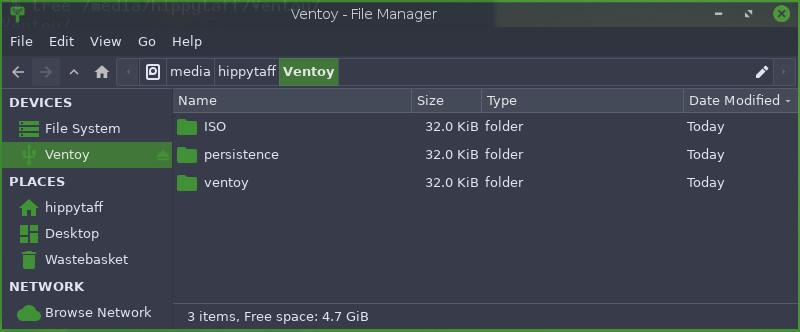 tree /media/hippytaff/Ventoy/
Ventoy - File Manager
File Edit View Go Help
media hippytaff Ventoy
DEVICES
File System
Ventoy
PLACES
hippytaff
Desktop
Wastebasket
NETWORK
Browse Network
Name Size Type Date Modified
ISO 32.0 KiB folder Today
persistence 32.0 KiB folder Today
ventoy 32.0 KiB folder Today
3 items, Free space: 4.7 GiB